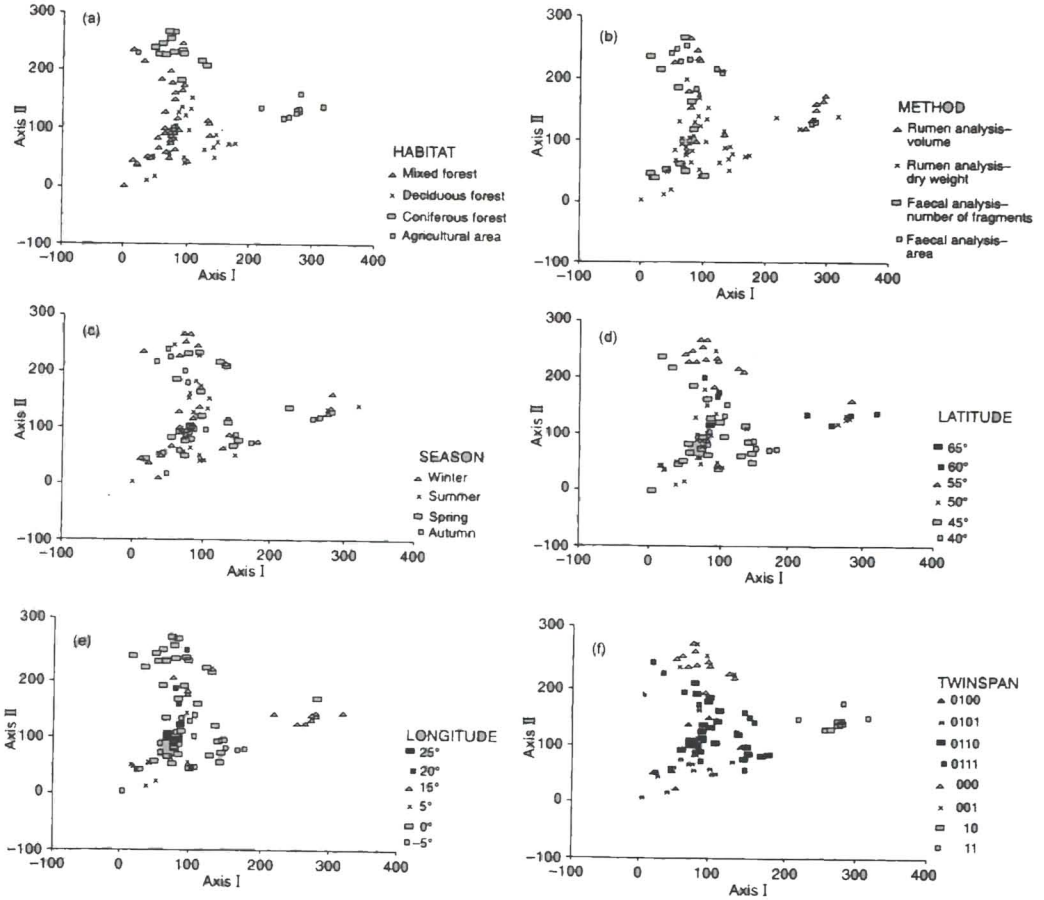 (a)
300
200
100
0
−100
−100
0
100
200
300
400
Axis II
Axis I
HABITAT
Mixed forest
Deciduous forest
Coniferous forest
Agricultural area
(b)
300
200
100
0
−100
−100
0
100
200
300
400
Axis II
Axis I
METHOD
Rumen analysis–
volume
Rumen analysis–
dry weight
Faecal analysis–
number of fragments
Faecal analysis–
area
(c)
300
200
100
0
−100
−100
0
100
200
300
400
Axis II
Axis I
SEASON
Winter
Summer
Spring
Autumn
(d)
300
200
100
0
−100
−100
0
100
200
300
400
Axis II
Axis I
LATITUDE
65°
60°
55°
50°
45°
40°
(e)
300
200
100
0
−100
−100
0
100
200
300
400
Axis II
Axis I
LONGITUDE
25°
20°
15°
5°
0°
−5°
(f)
300
200
100
0
−100
−100
0
100
200
300
400
Axis II
Axis I
TWINSPAN
0100
0101
0110
0111
000
001
10
11